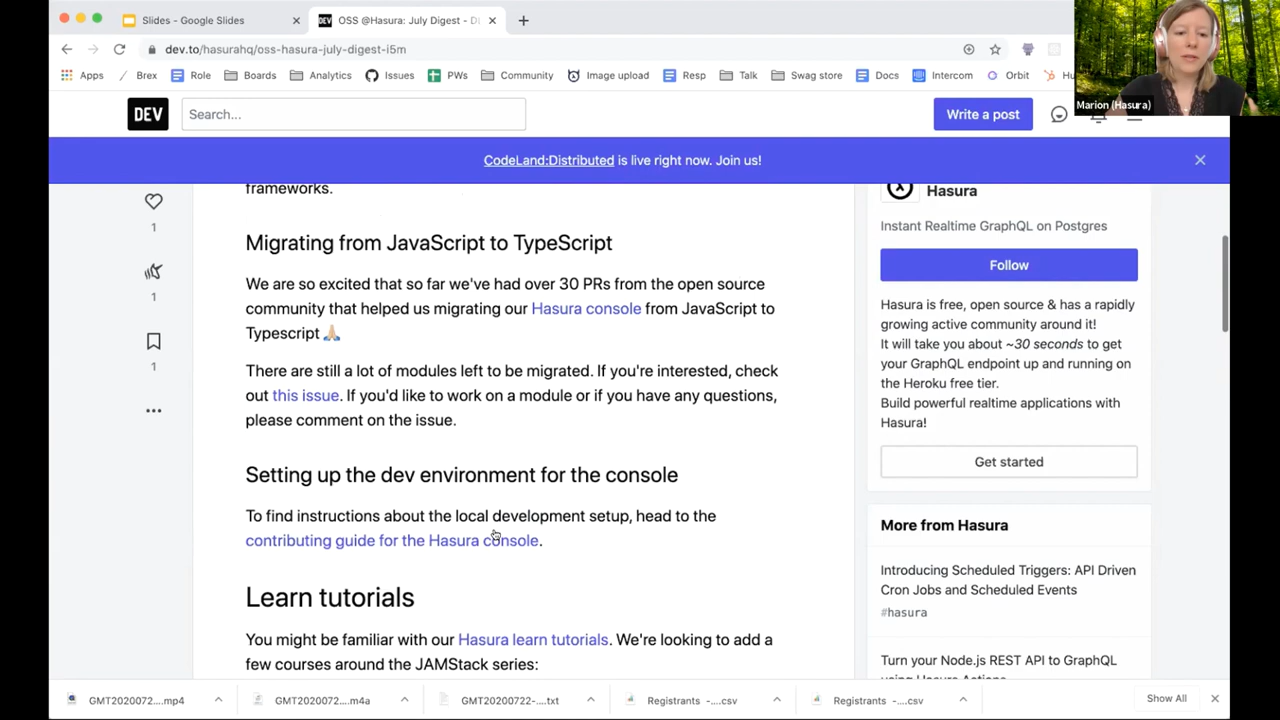 Slides - Google Slides
OSS @Hasura: July Digest - D
dev.to/hasurahq/oss-hasura-july-digest-i5m
Apps
Brex
Role
Boards
Analytics
Issues
PWs
Community
Image upload
Resp
Talk
Swag store
Docs
Intercom
Orbit
Marion (Hasura)
DEV
Search...
Write a post
CodeLand:Distributed is live right now. Join us!
1
1
1
frameworks.
Migrating from JavaScript to TypeScript
We are so excited that so far we've had over 30 PRs from the open source
community that helped us migrating our Hasura console from JavaScript to
Typescript 🙏🏼
There are still a lot of modules left to be migrated. If you're interested, check
out this issue. If you'd like to work on a module or if you have any questions,
please comment on the issue.
Setting up the dev environment for the console
To find instructions about the local development setup, head to the
contributing guide for the Hasura console.
Learn tutorials
You might be familiar with our Hasura learn tutorials. We're looking to add a
few courses around the JAMStack series:
Hasura
Instant Realtime GraphQL on Postgres
Follow
Hasura is free, open source & has a rapidly
growing active community around it!
It will take you about ~30 seconds to get
your GraphQL endpoint up and running on
the Heroku free tier.
Build powerful realtime applications with
Hasura!
Get started
More from Hasura
Introducing Scheduled Triggers: API Driven
Cron Jobs and Scheduled Events
#hasura
Turn your Node.js REST API to GraphQL
using Hasura Actions
GMT2020072....mp4
GMT2020072....m4a
GMT20200722-....txt
Registrants -....csv
Registrants -....csv
Show All